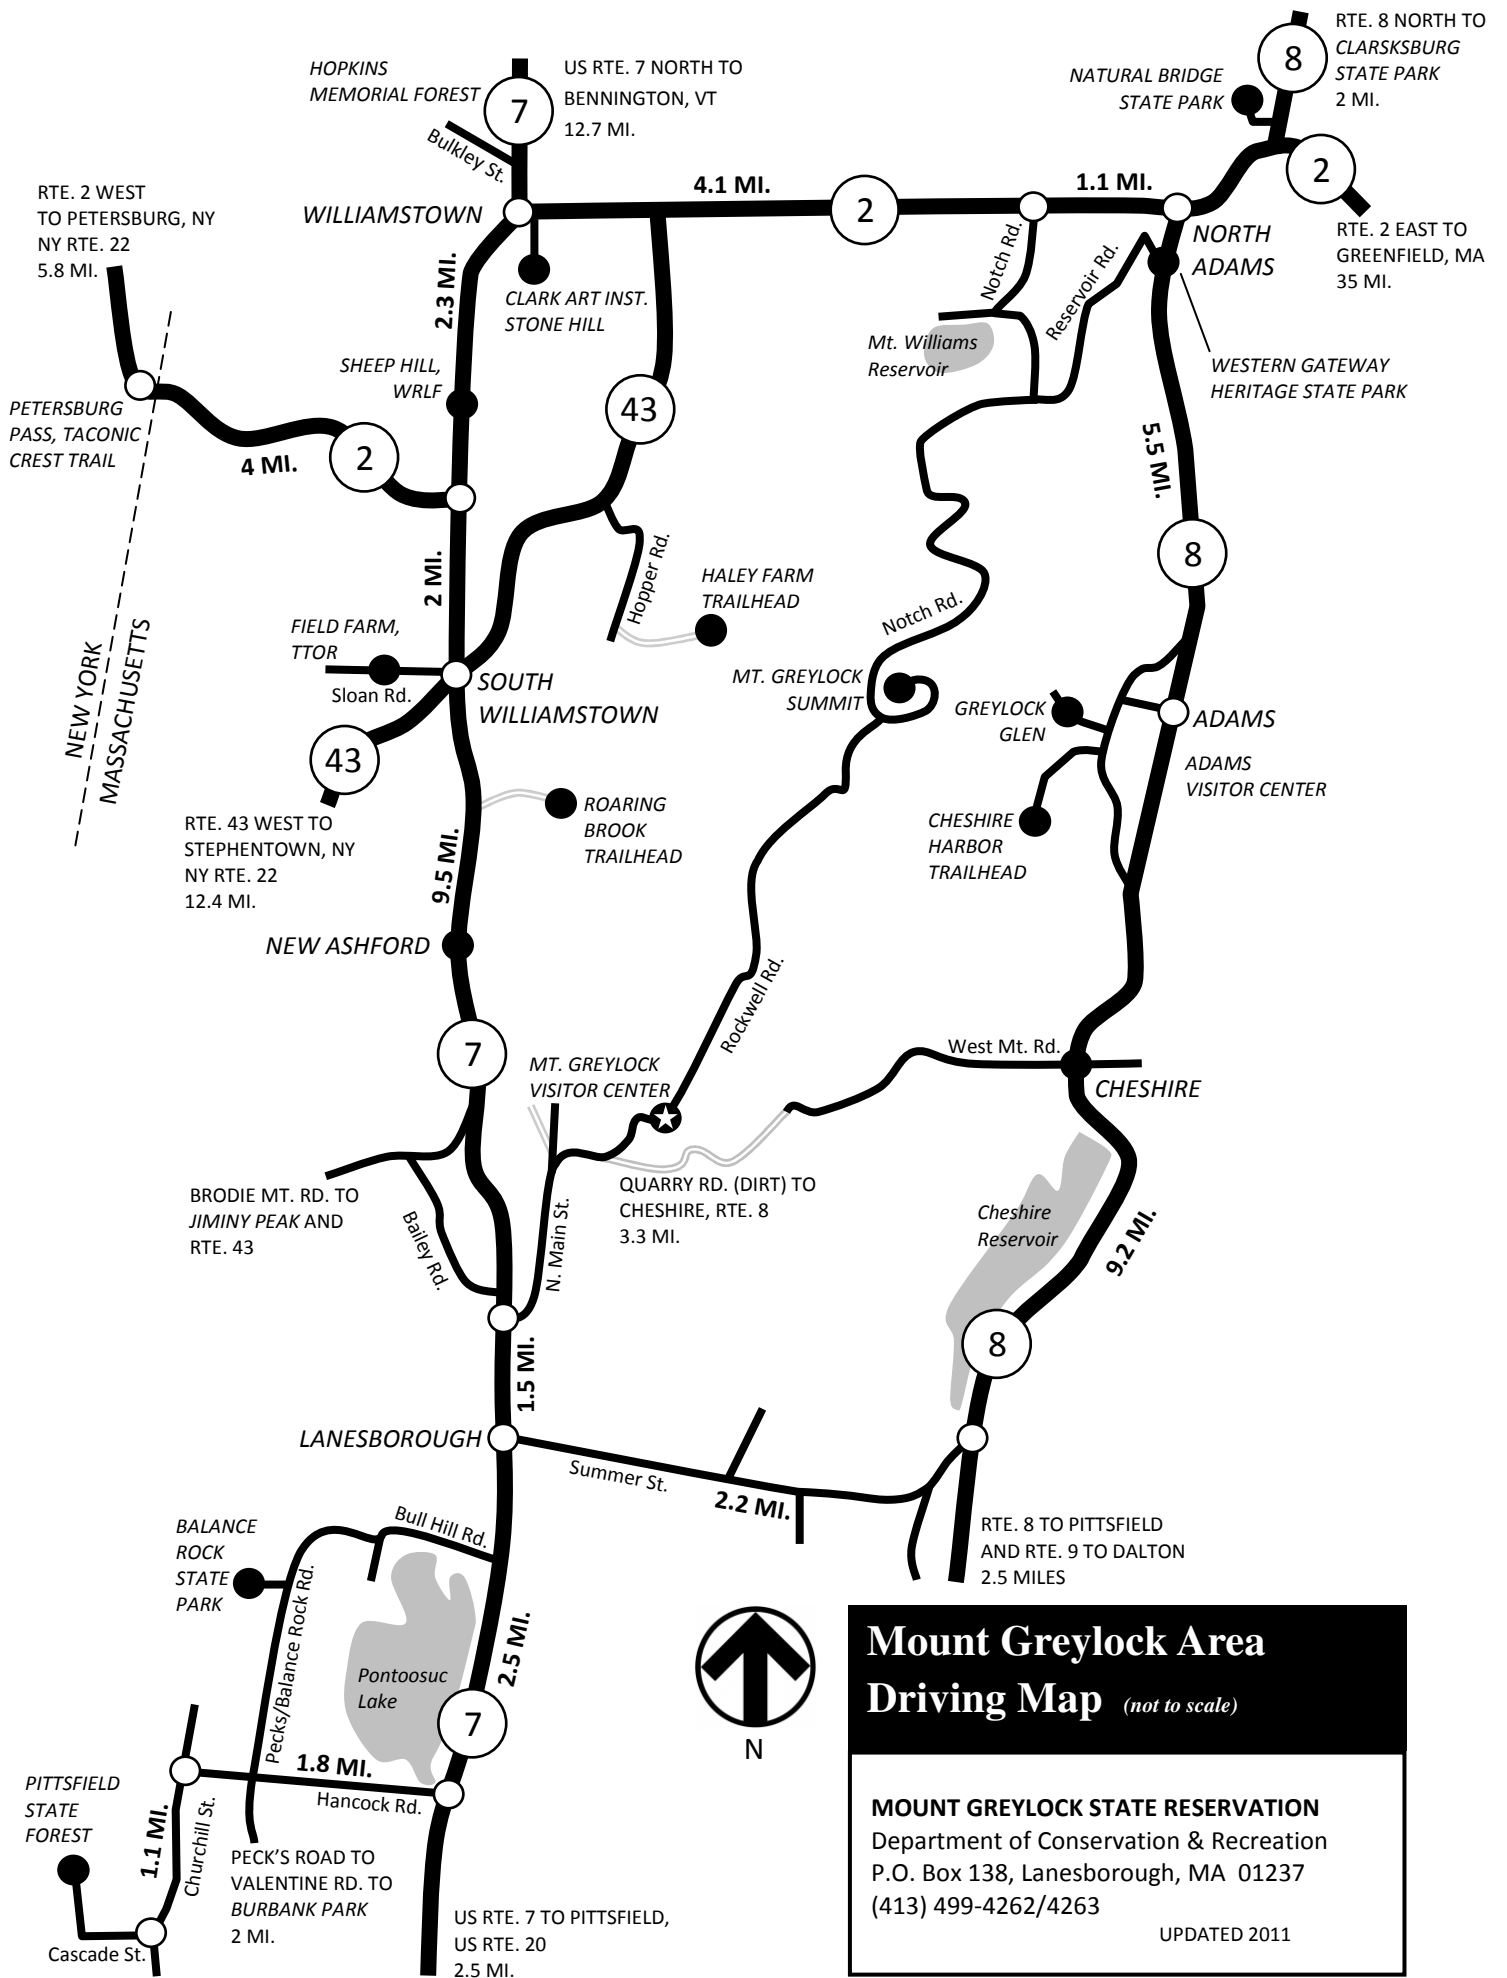 HOPKINS
MEMORIAL FOREST
7
US RTE. 7 NORTH TO
BENNINGTON, VT
12.7 MI.
Bulkley St.
NATURAL BRIDGE
STATE PARK
8
RTE. 8 NORTH TO
CLARSKSBURG
STATE PARK
2 MI.
2
RTE. 2 EAST TO
GREENFIELD, MA
35 MI.
RTE. 2 WEST
TO PETERSBURG, NY
NY RTE. 22
5.8 MI.
WILLIAMSTOWN
4.1 MI.
2
1.1 MI.
NORTH
ADAMS
2.3 MI.
CLARK ART INST.
STONE HILL
Notch Rd.
Reservoir Rd.
Mt. Williams
Reservoir
WESTERN GATEWAY
HERITAGE STATE PARK
SHEEP HILL,
WRLF
43
PETERSBURG
PASS, TACONIC
CREST TRAIL
4 MI.
2
5.5 MI.
8
2 MI.
Hopper Rd.
HALEY FARM
TRAILHEAD
Notch Rd.
FIELD FARM,
TTOR
Sloan Rd.
SOUTH
WILLIAMSTOWN
MT. GREYLOCK
SUMMIT
GREYLOCK
GLEN
ADAMS
ADAMS
VISITOR CENTER
NEW YORK
MASSACHUSETTS
43
RTE. 43 WEST TO
STEPHENTOWN, NY
NY RTE. 22
12.4 MI.
ROARING
BROOK
TRAILHEAD
CHESHIRE
HARBOR
TRAILHEAD
9.5 MI.
NEW ASHFORD
Rockwell Rd.
7
MT. GREYLOCK
VISITOR CENTER
West Mt. Rd.
CHESHIRE
BRODIE MT. RD. TO
JIMINY PEAK AND
RTE. 43
Bailey Rd.
N. Main St.
QUARRY RD. (DIRT) TO
CHESHIRE, RTE. 8
3.3 MI.
Cheshire
Reservoir
9.2 MI.
8
1.5 MI.
LANESBOROUGH
Summer St.
2.2 MI.
RTE. 8 TO PITTSFIELD
AND RTE. 9 TO DALTON
2.5 MILES
Bull Hill Rd.
BALANCE
ROCK
STATE
PARK
Pecks/Balance Rock Rd.
Pontoosuc
Lake
2.5 MI.
7
1.8 MI.
Hancock Rd.
PITTSFIELD
STATE
FOREST
1.1 MI.
Churchill St.
Cascade St.
PECK'S ROAD TO
VALENTINE RD. TO
BURBANK PARK
2 MI.
US RTE. 7 TO PITTSFIELD,
US RTE. 20
2.5 MI.
N
Mount Greylock Area
Driving Map (not to scale)
MOUNT GREYLOCK STATE RESERVATION
Department of Conservation & Recreation
P.O. Box 138, Lanesborough, MA 01237
(413) 499-4262/4263
UPDATED 2011